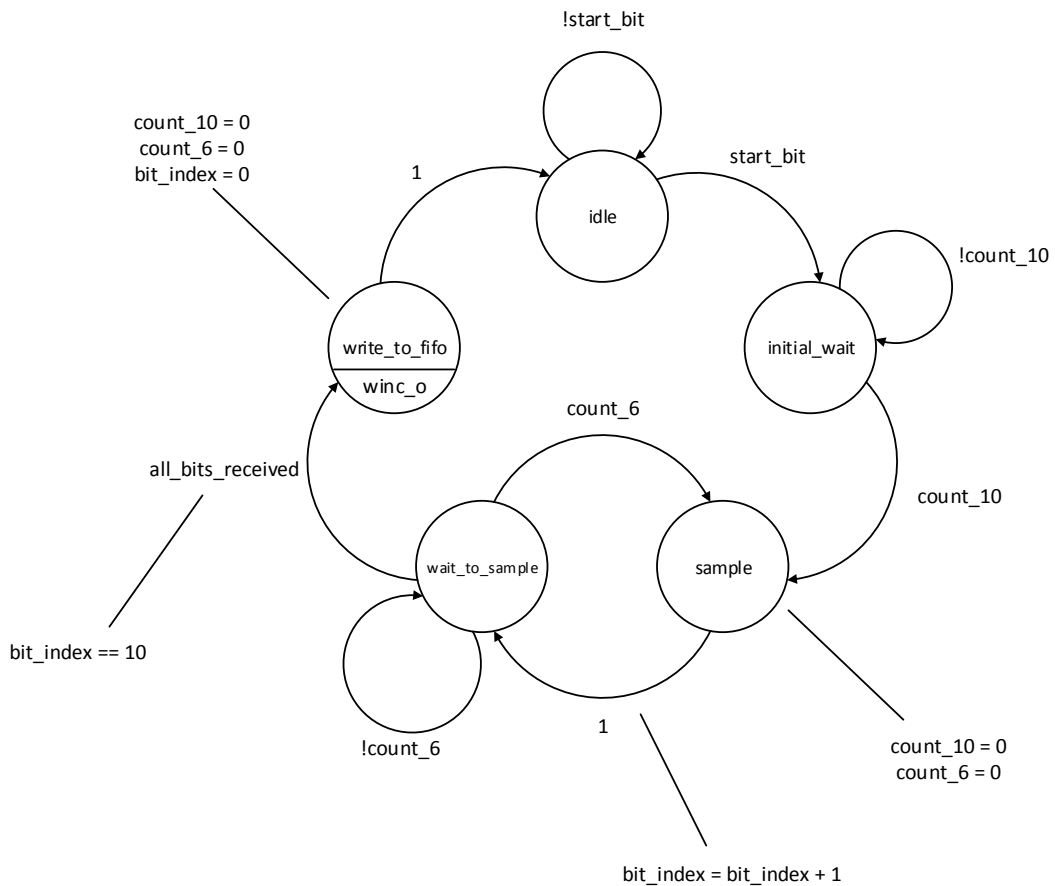 !start_bit
count_10 = 0
count_6 = 0
bit_index = 0
1
start_bit
idle
!count_10
write_to_fifo
winc_o
initial_wait
count_6
all_bits_received
count_10
wait_to_sample
sample
bit_index == 10
1
!count_6
count_10 = 0
count_6 = 0
bit_index = bit_index + 1